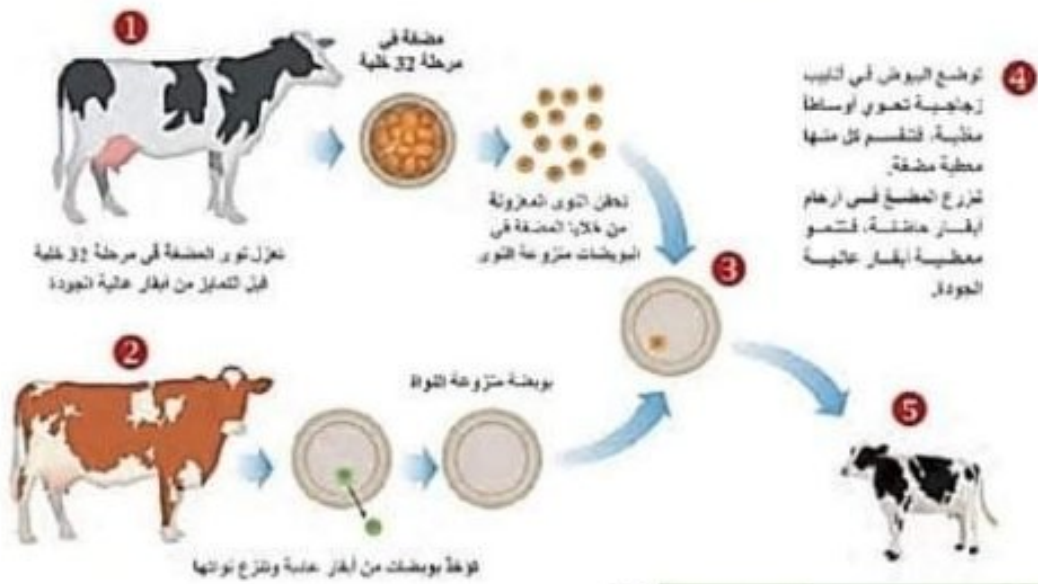 1
مضغة في
مرحلة 32 خلية
تعزل نوى المضغة في مرحلة 32 خلية
قبل التمايز من أبقار عالية الجودة
تحقن النوى المعزولة
من خلايا المضغة في
البويضات منزوعة النوى
2
بويضة منزوعة النواة
تؤخذ بويضات من أبقار عادية وتنزع نواتها
3
4
توضع البيوض في أنابيب
زجاجية تحوي أوساطاً
مغذية، فتنقسم كل منها
معطية مضغة.
تزرع المضغ في أرحام
أبقار حاضنة، فتنمو
معطية أبقار عالية
الجودة.
5